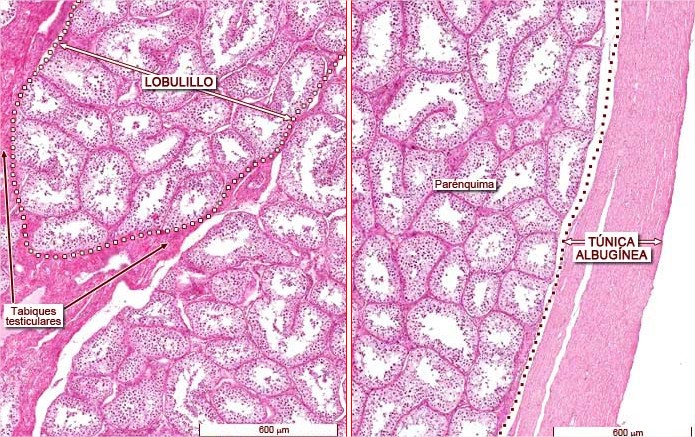 LOBULILLO
Tabiques
testiculares
600 µm
Parénquima
TÚNICA
ALBUGÍNEA
600 µm